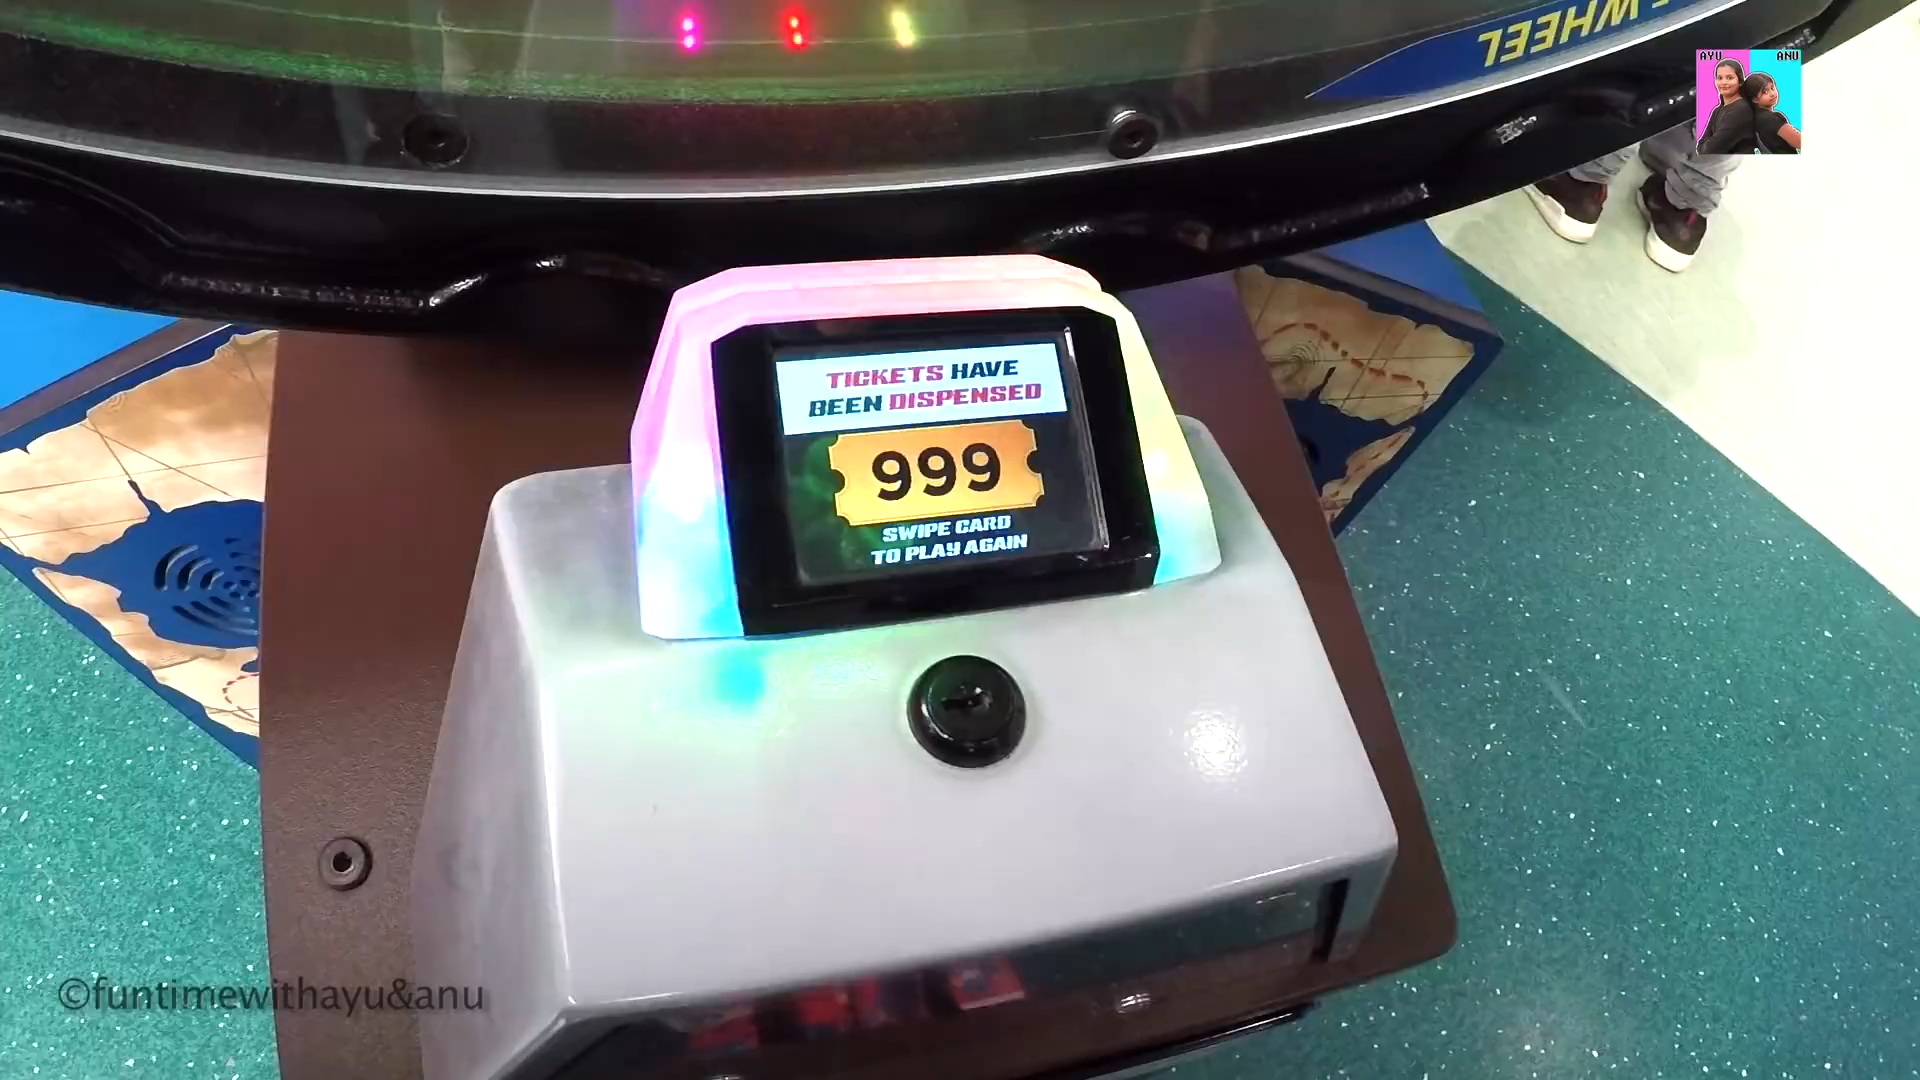 WHEEL
AYU ANU
TICKETS HAVE
BEEN DISPENSED
999
SWIPE CARD
TO PLAY AGAIN
©funtimewithayu&anu